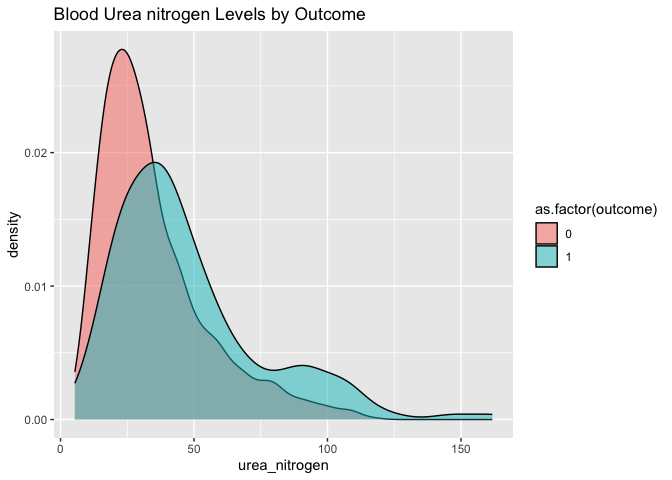 Blood Urea nitrogen Levels by Outcome
density
0.02
0.01
0.00
0 50 100 150
urea_nitrogen
as.factor(outcome)
0
1